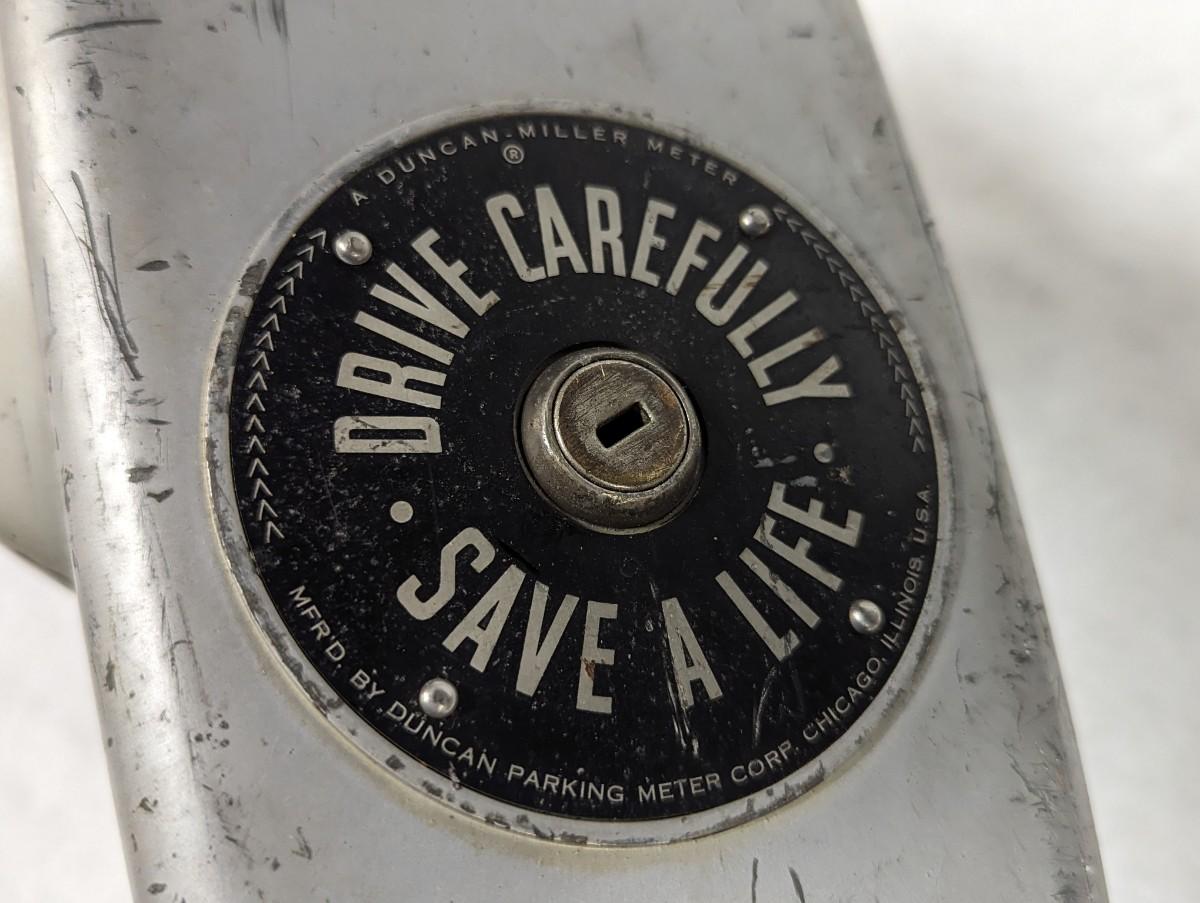 A DUNCAN-MILLER METER
®
DRIVE CAREFULLY
• SAVE A LIFE •
MFR'D. BY DUNCAN PARKING METER CORP. CHICAGO, ILLINOIS, U.S.A.